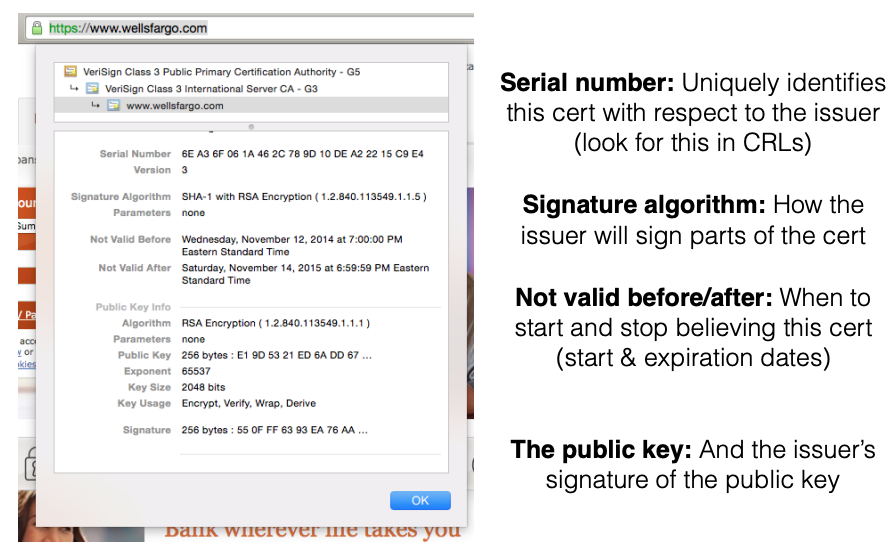 https://www.wellsfargo.com
VeriSign Class 3 Public Primary Certification Authority - G5
VeriSign Class 3 International Server CA - G3
www.wellsfargo.com
Serial Number 6E A3 6F 06 1A 46 2C 78 9D 10 DE A2 22 15 C9 E4
Version 3
Signature Algorithm SHA-1 with RSA Encryption ( 1.2.840.113549.1.1.5 )
Parameters none
Not Valid Before Wednesday, November 12, 2014 at 7:00:00 PM
Eastern Standard Time
Not Valid After Saturday, November 14, 2015 at 6:59:59 PM Eastern
Standard Time
Public Key Info
Algorithm RSA Encryption ( 1.2.840.113549.1.1.1 )
Parameters none
Public Key 256 bytes : E1 9D 53 21 ED 6A DD 67 ...
Exponent 65537
Key Size 2048 bits
Key Usage Encrypt, Verify, Wrap, Derive
Signature 256 bytes : 55 0F FF 63 93 EA 76 AA ...
OK
Bank wherever life takes you
Serial number: Uniquely identifies
this cert with respect to the issuer
(look for this in CRLs)
Signature algorithm: How the
issuer will sign parts of the cert
Not valid before/after: When to
start and stop believing this cert
(start & expiration dates)
The public key: And the issuer's
signature of the public key